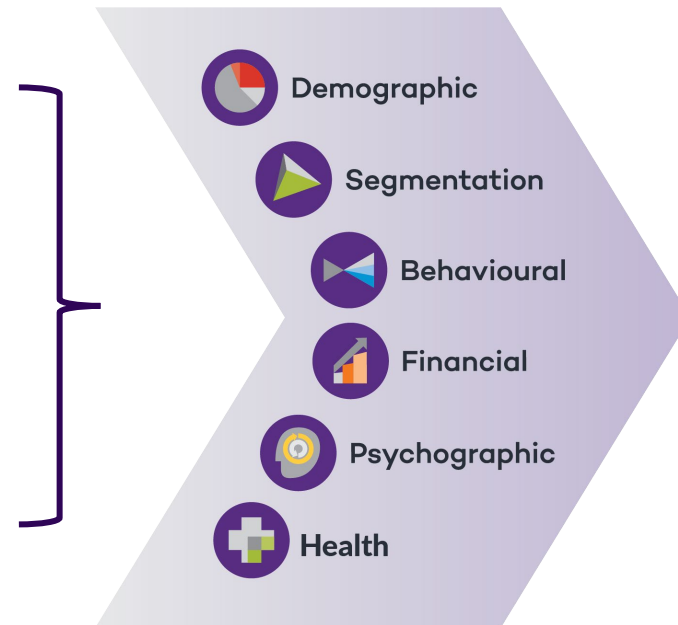 Demographic
Segmentation
Behavioural
Financial
Psychographic
Health